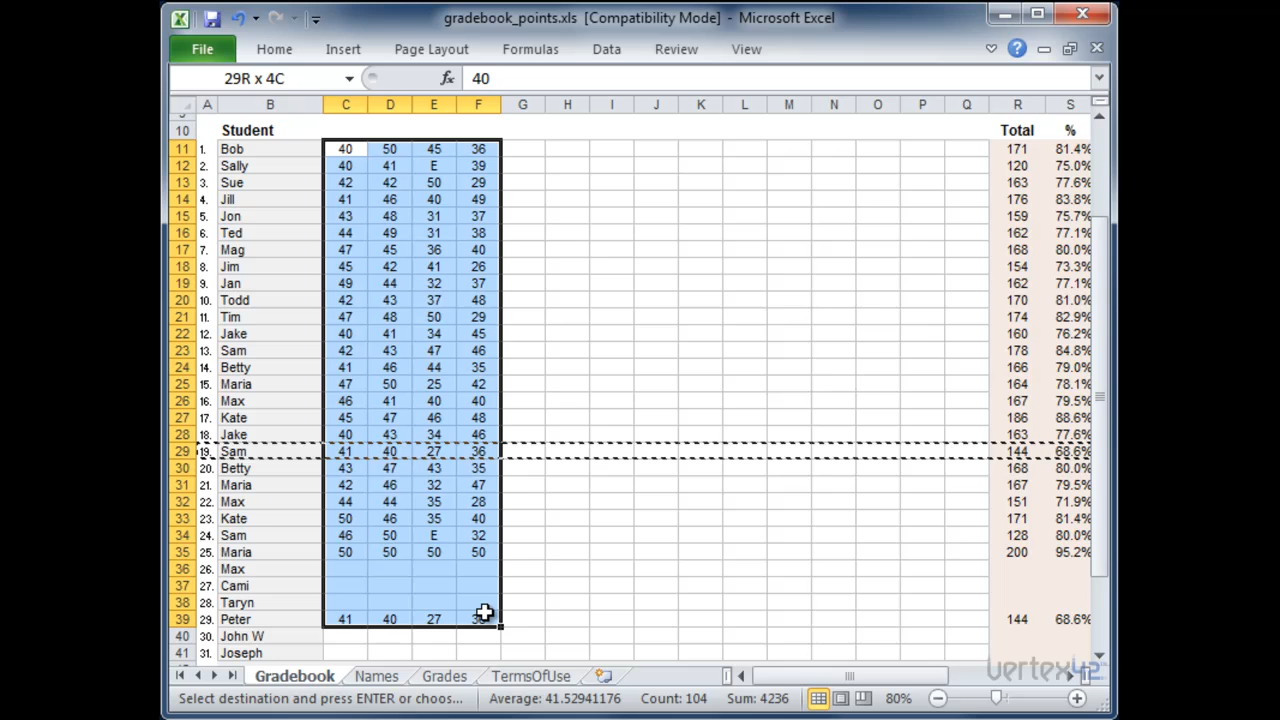 gradebook_points.xls [Compatibility Mode] - Microsoft Excel
File Home Insert Page Layout Formulas Data Review View
29R x 4C fx 40
A B C D E F G H I J K L M N O P Q R S
10 Student Total %
11 1. Bob 40 50 45 36 171 81.4%
12 2. Sally 40 41 E 39 120 75.0%
13 3. Sue 42 42 50 29 163 77.6%
14 4. Jill 41 46 40 49 176 83.8%
15 5. Jon 43 48 31 37 159 75.7%
16 6. Ted 44 49 31 38 162 77.1%
17 7. Mag 47 45 36 40 168 80.0%
18 8. Jim 45 42 41 26 154 73.3%
19 9. Jan 49 44 32 37 162 77.1%
20 10. Todd 42 43 37 48 170 81.0%
21 11. Tim 47 48 50 29 174 82.9%
22 12. Jake 40 41 34 45 160 76.2%
23 13. Sam 42 43 47 46 178 84.8%
24 14. Betty 41 46 44 35 166 79.0%
25 15. Maria 47 50 25 42 164 78.1%
26 16. Max 46 41 40 40 167 79.5%
27 17. Kate 45 47 46 48 186 88.6%
28 18. Jake 40 43 34 46 163 77.6%
29 19. Sam 41 40 27 36 144 68.6%
30 20. Betty 43 47 43 35 168 80.0%
31 21. Maria 42 46 32 47 167 79.5%
32 22. Max 44 44 35 28 151 71.9%
33 23. Kate 50 46 35 40 171 81.4%
34 24. Sam 46 50 E 32 128 80.0%
35 25. Maria 50 50 50 50 200 95.2%
36 26. Max
37 27. Cami
38 28. Taryn
39 29. Peter 41 40 27 144 68.6%
40 30. John W
41 31. Joseph
vertex42
Gradebook Names Grades TermsOfUse
Select destination and press ENTER or choos... Average: 41.52941176 Count: 104 Sum: 4236 80%